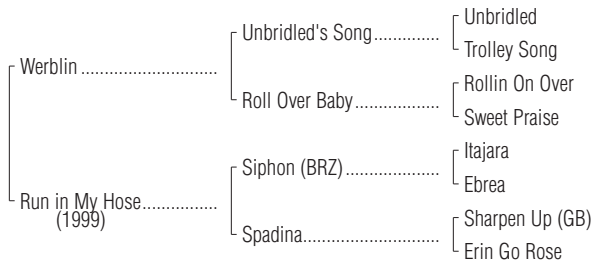 Unbridled
Unbridled's Song..............
Trolley Song
Werblin ...........................
Rollin On Over
Roll Over Baby.................
Sweet Praise
Itajara
Siphon (BRZ)...................
Ebrea
Run in My Hose...............
(1999)
Sharpen Up (GB)
Spadina...........................
Erin Go Rose